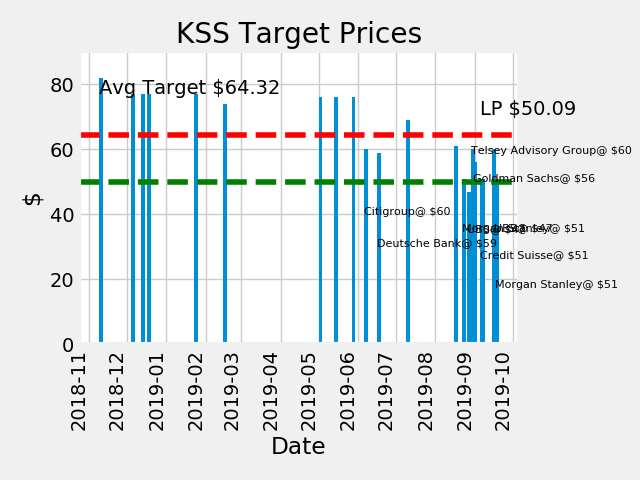 KSS Target Prices
80
Avg Target $64.32
LP $50.09
60
Telsey Advisory Group@ $60
Goldman Sachs@ $56
$
40
Citigroup@ $60
Deutsche Bank@ $59
Credit Suisse@ $51
20
Morgan Stanley@ $51
0
2018-11
2018-12
2019-01
2019-02
2019-03
2019-04
2019-05
2019-06
2019-07
2019-08
2019-09
2019-10
Date